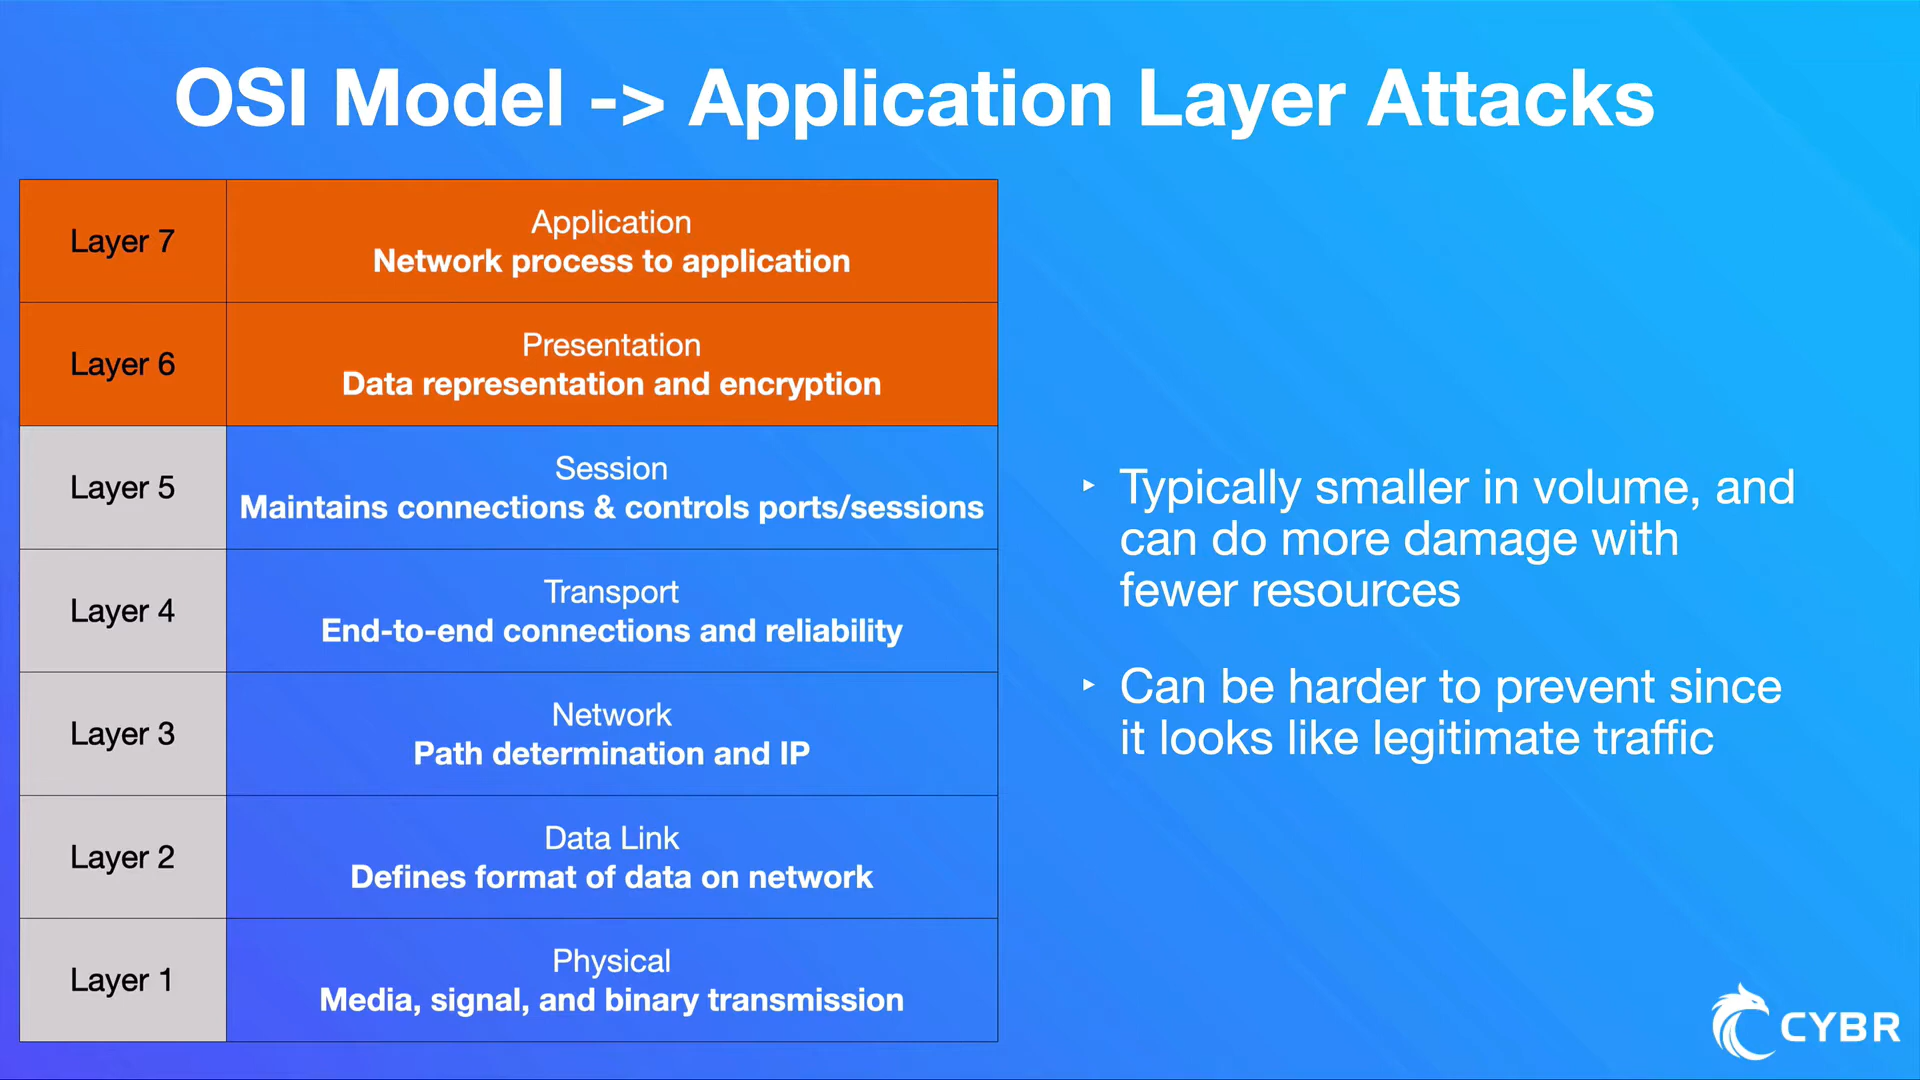 OSI Model -> Application Layer Attacks
Layer 7
Application
Network process to application
Layer 6
Presentation
Data representation and encryption
Layer 5
Session
Maintains connections & controls ports/sessions
Layer 4
Transport
End-to-end connections and reliability
Layer 3
Network
Path determination and IP
Layer 2
Data Link
Defines format of data on network
Layer 1
Physical
Media, signal, and binary transmission
‣ Typically smaller in volume, and
can do more damage with
fewer resources
‣ Can be harder to prevent since
it looks like legitimate traffic
CYBR